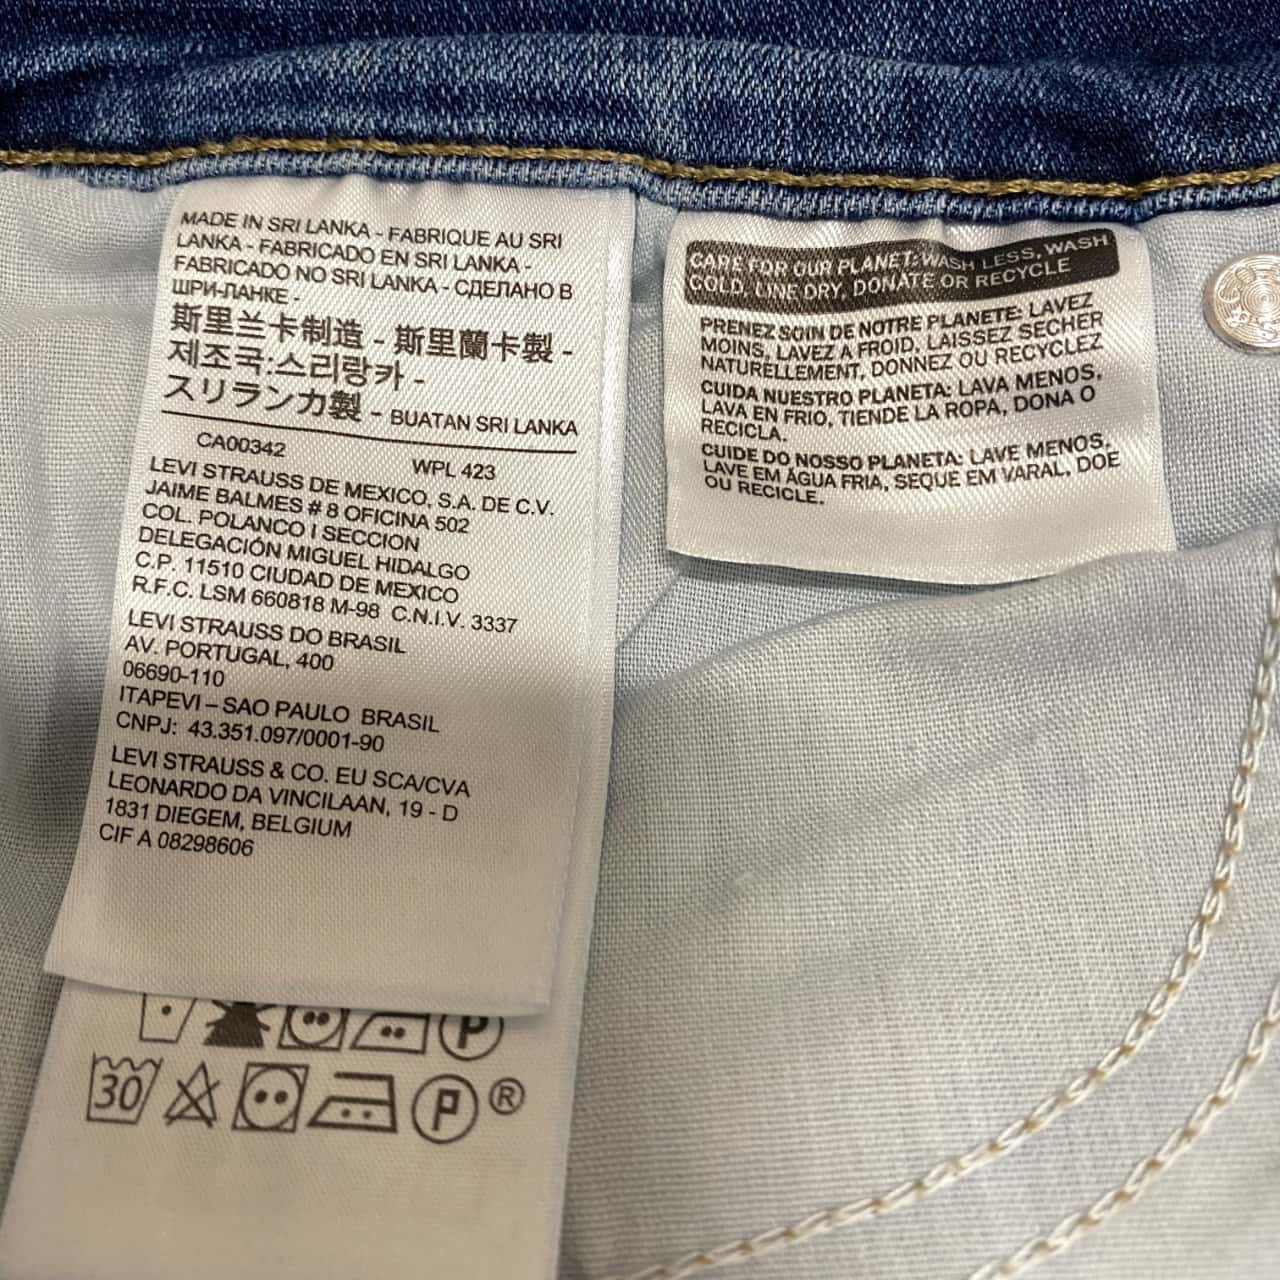 MADE IN SRI LANKA - FABRIQUE AU SRI
LANKA - FABRICADO EN SRI LANKA -
FABRICADO NO SRI LANKA - СДЕЛАНО В
ШРИ-ЛАНКЕ -
斯里兰卡制造 - 斯里蘭卡製 -
제조국:스리랑카 -
スリランカ製 - BUATAN SRI LANKA
CA00342 WPL 423
LEVI STRAUSS DE MEXICO, S.A. DE C.V.
JAIME BALMES # 8 OFICINA 502
COL. POLANCO I SECCION
DELEGACIÓN MIGUEL HIDALGO
C.P. 11510 CIUDAD DE MEXICO
R.F.C. LSM 660818 M-98 C.N.I.V. 3337
LEVI STRAUSS DO BRASIL
AV. PORTUGAL, 400
06690-110
ITAPEVI – SAO PAULO BRASIL
CNPJ: 43.351.097/0001-90
LEVI STRAUSS & CO. EU SCA/CVA
LEONARDO DA VINCILAAN, 19 - D
1831 DIEGEM, BELGIUM
CIF A 08298606
P
30 P ®
CARE FOR OUR PLANET: WASH LESS, WASH
COLD, LINE DRY, DONATE OR RECYCLE
PRENEZ SOIN DE NOTRE PLANETE: LAVEZ
MOINS, LAVEZ A FROID, LAISSEZ SECHER
NATURELLEMENT, DONNEZ OU RECYCLEZ
CUIDA NUESTRO PLANETA: LAVA MENOS,
LAVA EN FRIO, TIENDE LA ROPA, DONA O
RECICLA.
CUIDE DO NOSSO PLANETA: LAVE MENOS,
LAVE EM ÁGUA FRIA, SEQUE EM VARAL, DOE
OU RECICLE.